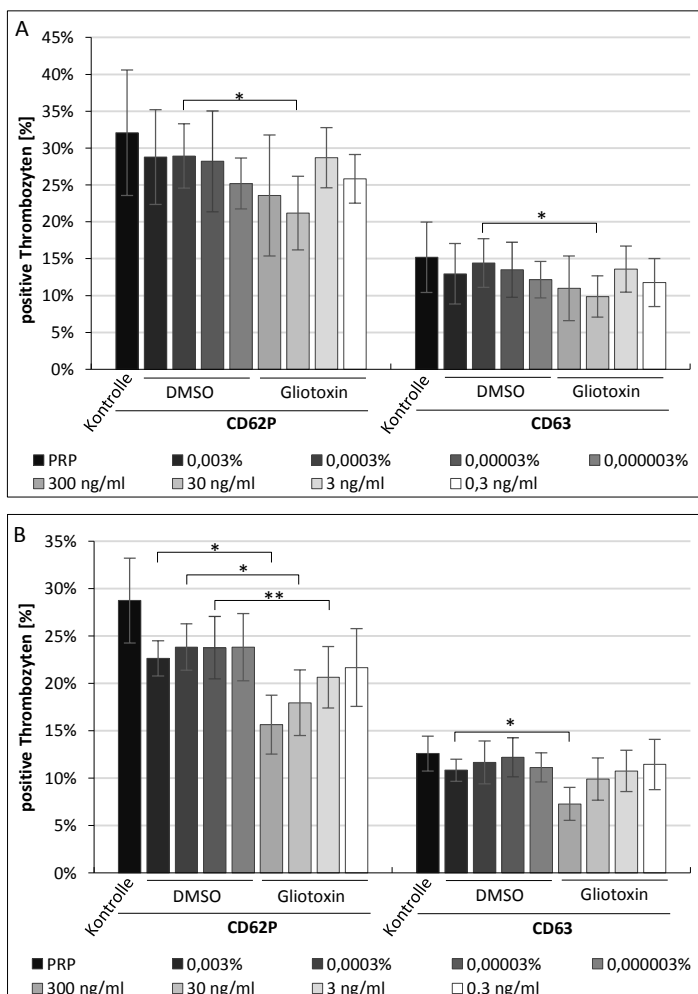 A
45%
40%
35%
30%
25%
20%
15%
10%
5%
0%
positive Thrombozyten [%]
*
*
Kontrolle
DMSO
Gliotoxin
CD62P
Kontrolle
DMSO
Gliotoxin
CD63
PRP 0,003% 0,0003% 0,00003% 0,000003%
300 ng/ml 30 ng/ml 3 ng/ml 0,3 ng/ml
B
35%
30%
25%
20%
15%
10%
5%
0%
positive Thrombozyten [%]
*
*
**
*
Kontrolle
DMSO
Gliotoxin
CD62P
Kontrolle
DMSO
Gliotoxin
CD63
PRP 0,003% 0,0003% 0,00003% 0,000003%
300 ng/ml 30 ng/ml 3 ng/ml 0,3 ng/ml